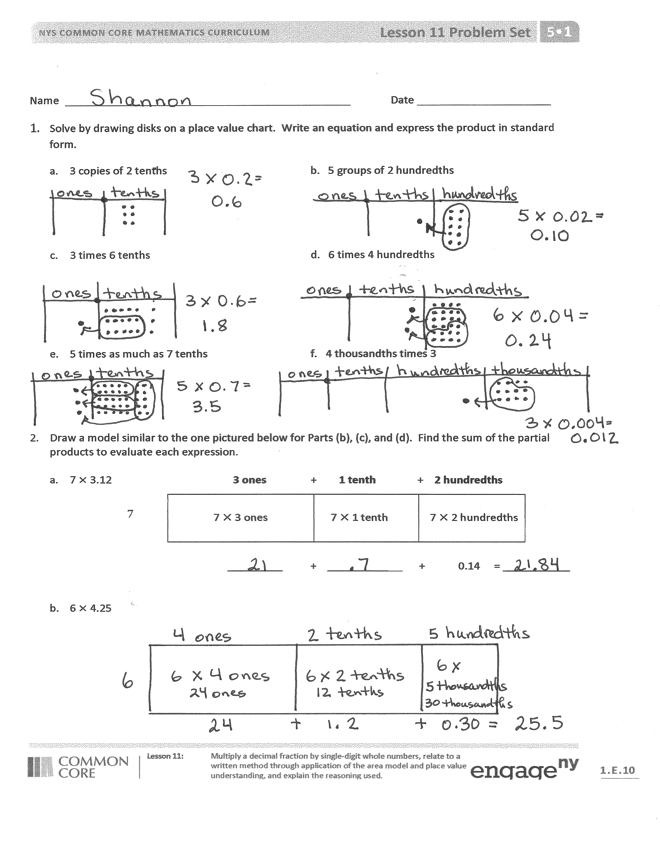 NYS COMMON CORE MATHEMATICS CURRICULUM Lesson 11 Problem Set 5•1
Name Shannon Date
1. Solve by drawing disks on a place value chart. Write an equation and express the product in standard
form.
a. 3 copies of 2 tenths
ones tenths
3 × 0.2 =
0.6
b. 5 groups of 2 hundredths
ones tenths hundredths
5 × 0.02 =
0.10
c. 3 times 6 tenths
ones tenths
3 × 0.6 =
1.8
d. 6 times 4 hundredths
ones tenths hundredths
6 × 0.04 =
0.24
e. 5 times as much as 7 tenths
ones tenths
5 × 0.7 =
3.5
f. 4 thousandths times 3
ones tenths hundredths thousandths
3 × 0.004=
0.012
2. Draw a model similar to the one pictured below for Parts (b), (c), and (d). Find the sum of the partial
products to evaluate each expression.
a. 7 × 3.12 3 ones + 1 tenth + 2 hundredths
7 7 × 3 ones 7 × 1 tenth 7 × 2 hundredths
21 + .7 + 0.14 = 21.84
b. 6 × 4.25
4 ones 2 tenths 5 hundredths
6 6 × 4 ones 6 × 2 tenths 6 ×
24 ones 12 tenths 5 thousandths
30 thousandths
24 + 1.2 + 0.30 = 25.5
COMMON
CORE
Lesson 11:
Multiply a decimal fraction by single-digit whole numbers, relate to a
written method through application of the area model and place value
understanding, and explain the reasoning used.
engage ny
1.E.10